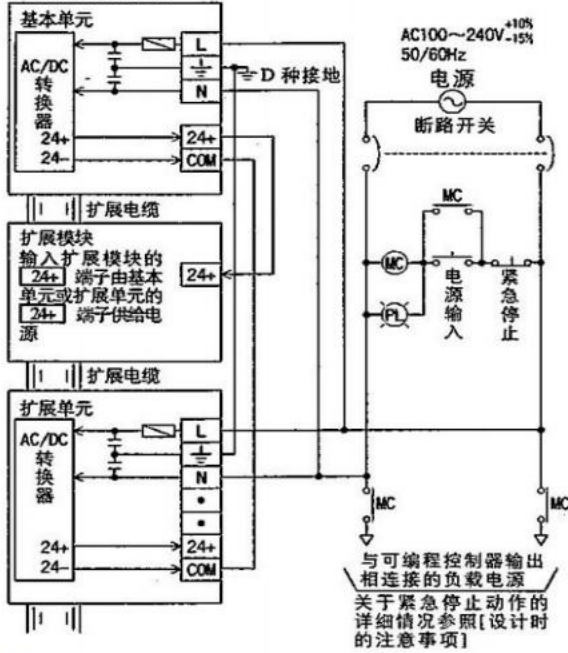 基本单元
AC/DC
转
换
器
24+
24-
L
N
24+
COM
D种接地
扩展电缆
扩展模块
输入扩展模块的
24+ 端子由基本
单元或扩展单元的
24+ 端子供给电
源
24+
扩展电缆
扩展单元
AC/DC
转
换
器
24+
24-
L
N
24+
COM
AC100～240V +10% -15%
50/60Hz
电源
断路开关
MC
MC
PL
电源输入
紧急停止
MC
MC
与可编程控制器输出
相连接的负载电源
关于紧急停止动作的
详细情况参照[设计时
的注意事项]